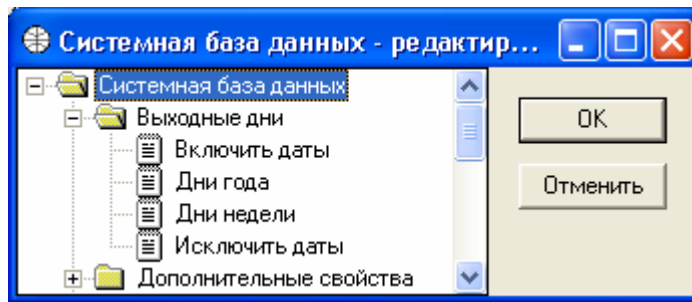 Системная база данных - редактир...
Системная база данных
Выходные дни
Включить даты
Дни года
Дни недели
Исключить даты
Дополнительные свойства
OK
Отменить